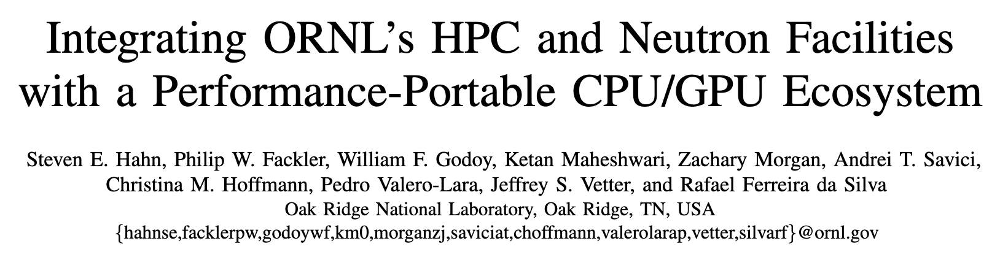 Integrating ORNL’s HPC and Neutron Facilities
with a Performance-Portable CPU/GPU Ecosystem
Steven E. Hahn, Philip W. Fackler, William F. Godoy, Ketan Maheshwari, Zachary Morgan, Andrei T. Savici,
Christina M. Hoffmann, Pedro Valero-Lara, Jeffrey S. Vetter, and Rafael Ferreira da Silva
Oak Ridge National Laboratory, Oak Ridge, TN, USA
{hahnse,facklerpw,godoywf,km0,morganzj,saviciat,choffmann,valerolarap,vetter,silvarf}@ornl.gov